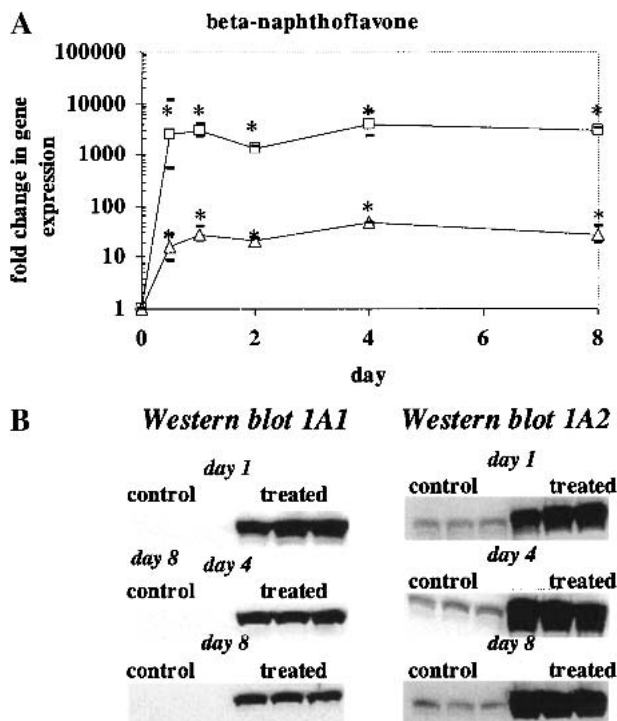 A
beta-naphthoflavone
fold change in gene
expression
100000
10000
1000
100
10
1
* * * * *
* * * * *
0 2 4 6 8
day
B
Western blot 1A1
day 1
control treated
day 8 day 4
control treated
day 8
control treated
Western blot 1A2
day 1
control treated
day 4
control treated
day 8
control treated